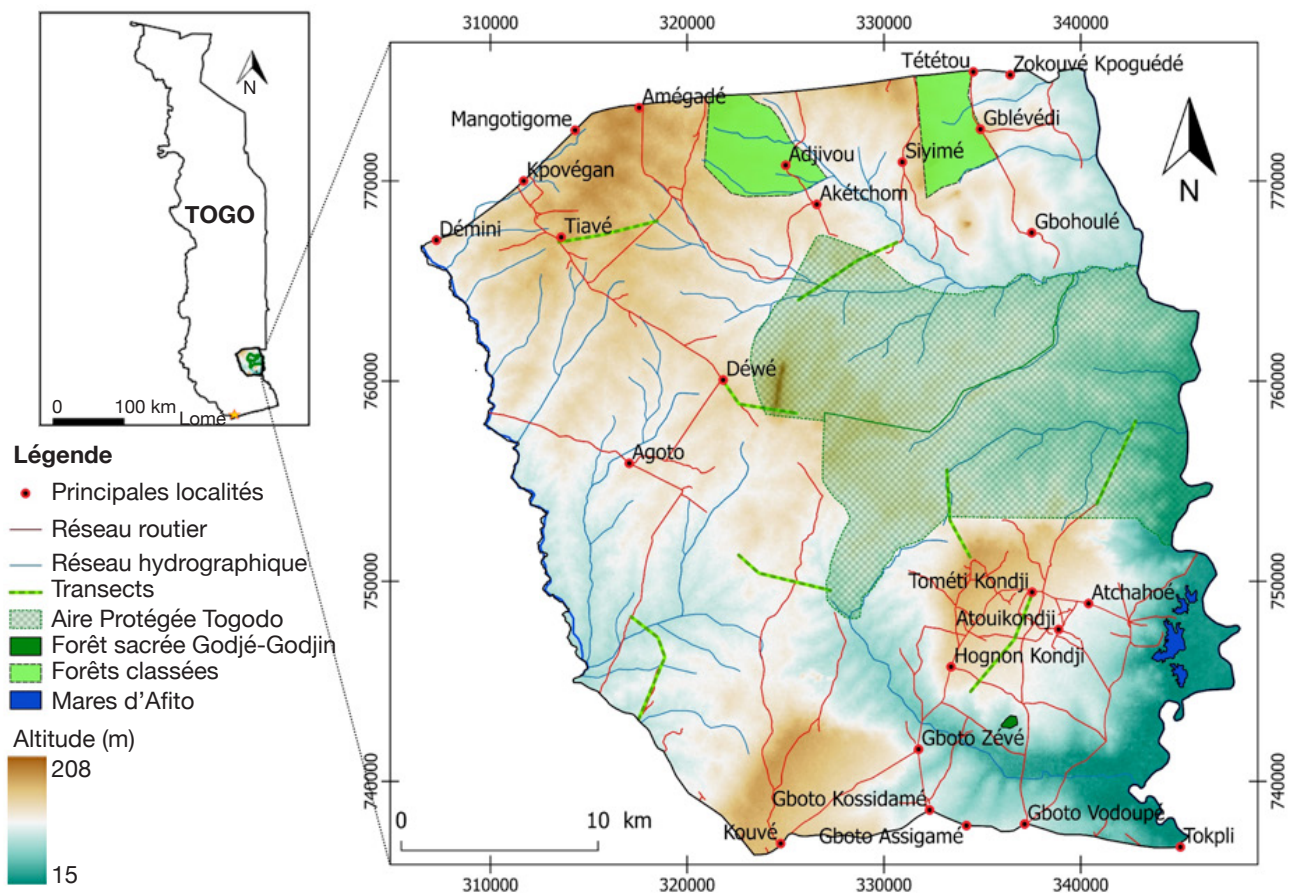 310000
320000
330000
340000
N
TOGO
0
100 km
Lomé
Légende
Principales localités
Réseau routier
Réseau hydrographique
Transects
Aire Protégée Togodo
Forêt sacrée Godjé-Godjin
Forêts classées
Mares d'Afito
Altitude (m)
208
15
Tététou
Zokouvé Kpoguédé
Amégadé
Mangotigome
Gblévédi
Adjivou
Siyimé
Kpovégan
Akétchom
Démini
Tiavé
Gbohoulé
N
Déwé
Agoto
Tométi Kondji
Atchahoé
Atouikondji
Hognon Kondji
Gboto Zévé
Gboto Kossidamé
Gboto Vodoupé
Kouvé
Gboto Assigamé
Tokpli
0
10 km
770000
760000
750000
740000
770000
760000
750000
740000
310000
320000
330000
340000